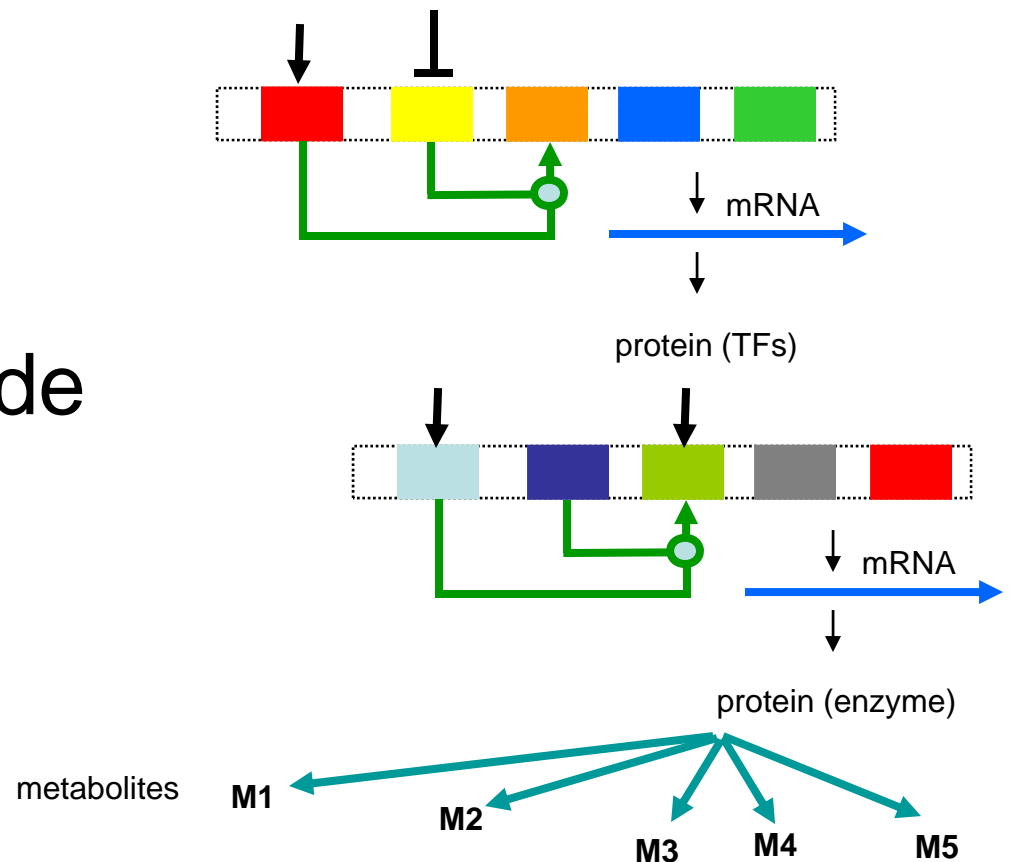 mRNA
protein (TFs)
de
mRNA
protein (enzyme)
metabolites M1
M2
M3 M4 M5